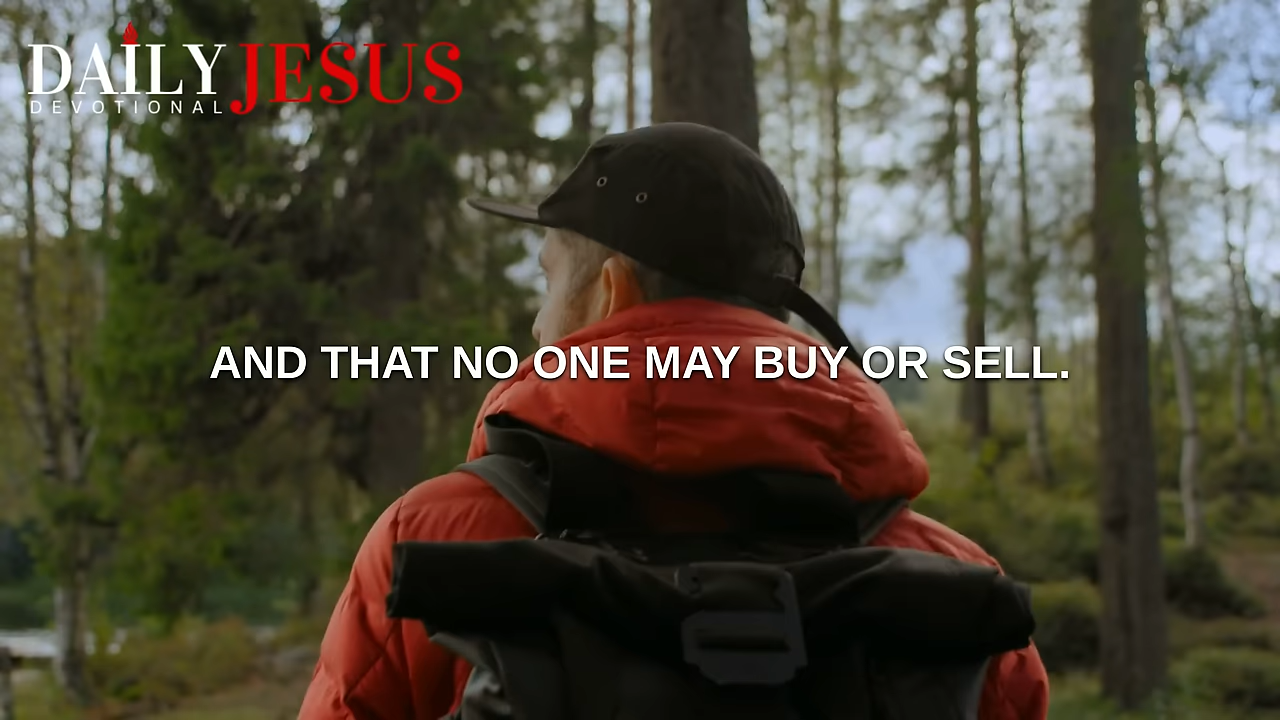 DAILY JESUS
DEVOTIONAL
AND THAT NO ONE MAY BUY OR SELL.